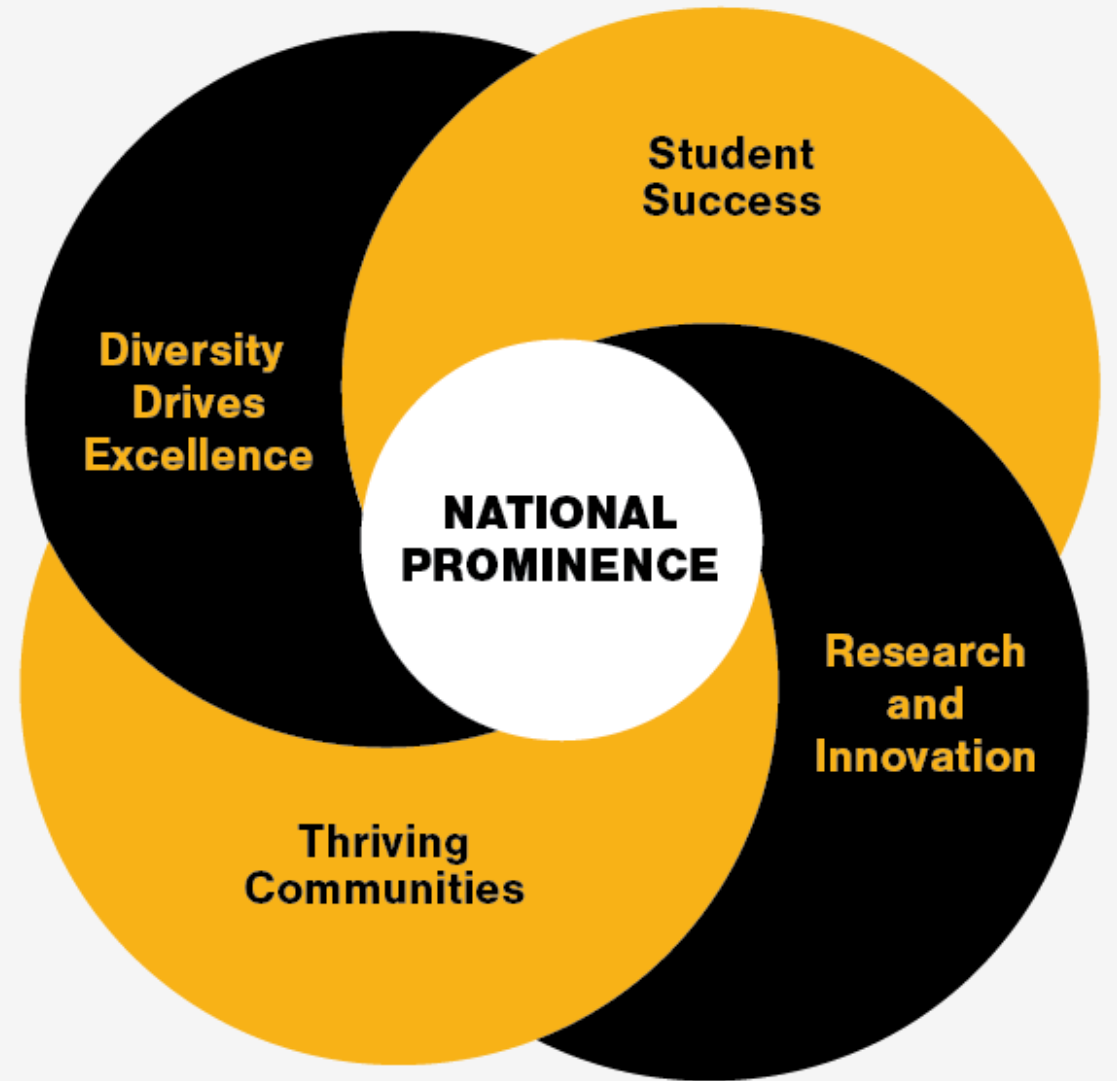 Student
Success
Diversity
Drives
Excellence
NATIONAL
PROMINENCE
Research
and
Innovation
Thriving
Communities